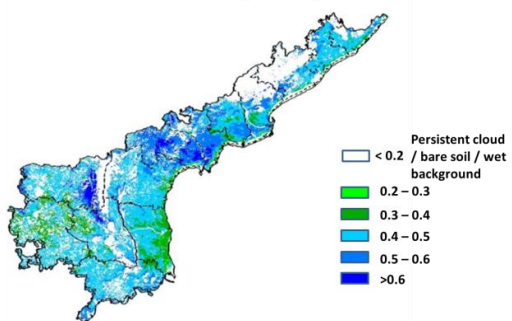 < 0.2 Persistent cloud
/ bare soil / wet
background
0.2 – 0.3
0.3 – 0.4
0.4 – 0.5
0.5 – 0.6
>0.6